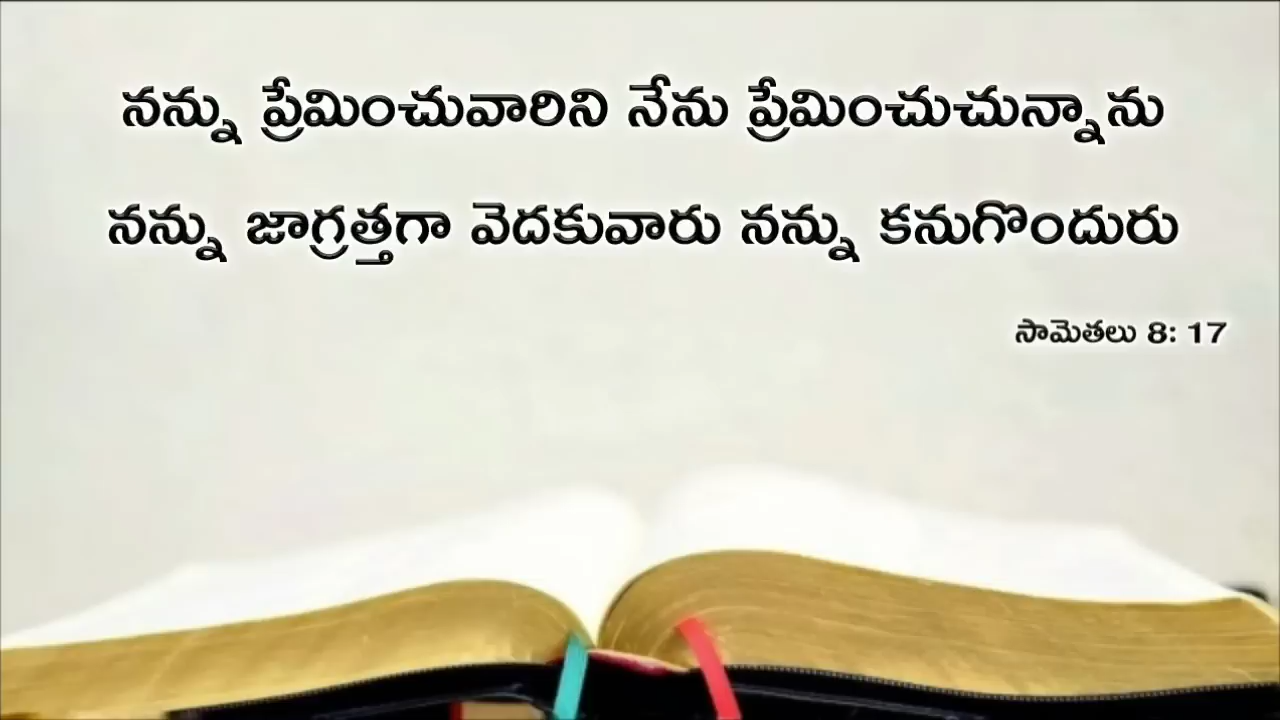 నన్ను ప్రేమించువారిని నేను ప్రేమించుచున్నాను
నన్ను జాగ్రత్తగా వెదకువారు నన్ను కనుగొందురు
సామెతలు 8: 17